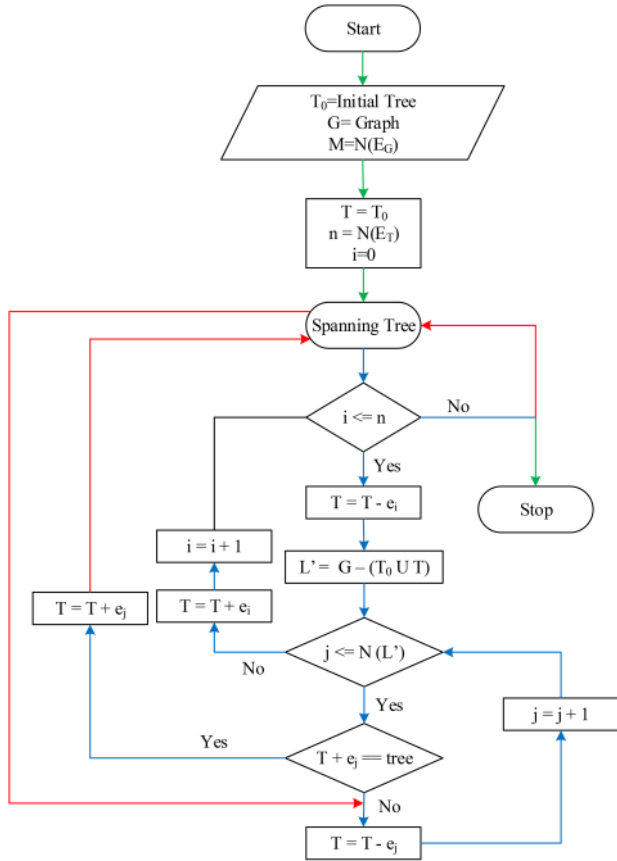 Start
T₀=Initial Tree
G= Graph
M=N(E_G)
T = T₀
n = N(E_T)
i=0
Spanning Tree
i <= n
No
Yes
T = T - eᵢ
Stop
i = i + 1
L’ = G – (T₀ U T)
T = T + eⱼ
T = T + eᵢ
j <= N (L’)
No
Yes
j = j + 1
Yes
T + eⱼ == tree
No
T = T - eⱼ